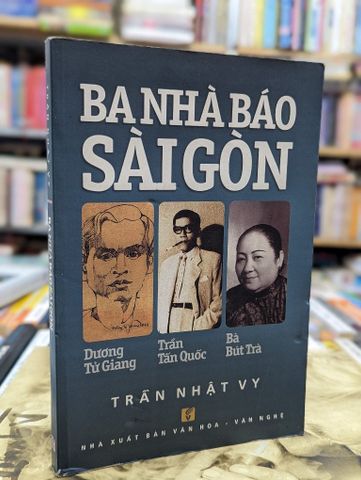 BA NHÀ BÁO
SÀI GÒN
Dương
Tử Giang
Trần
Tấn Quốc
Bà
Bút Trà
TRẦN NHẬT VY
NHÀ XUẤT BẢN VĂN HÓA - VĂN NGHỆ